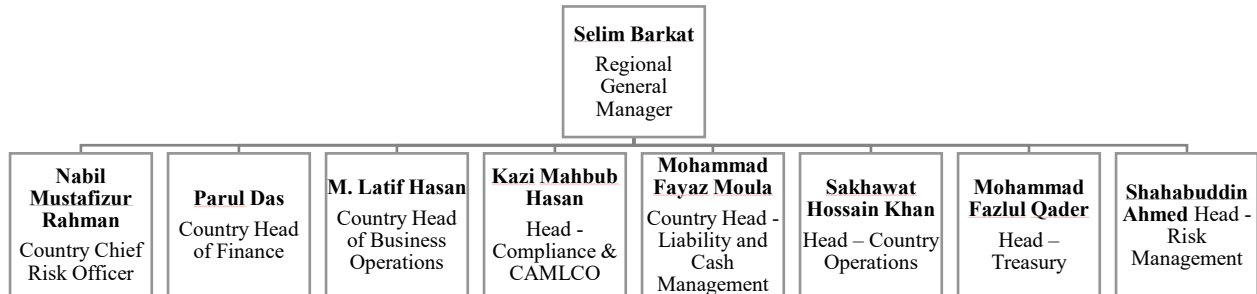 Selim Barkat
Regional
General
Manager
Nabil
Mustafizur
Rahman
Country Chief
Risk Officer
Parul Das
Country Head
of Finance
M. Latif Hasan
Country Head
of Business
Operations
Kazi Mahbub
Hasan
Head -
Compliance &
CAMLCO
Mohammad
Fayaz Moula
Country Head -
Liability and
Cash
Management
Sakhawat
Hossain Khan
Head – Country
Operations
Mohammad
Fazlul Qader
Head –
Treasury
Shahabuddin
Ahmed Head -
Risk
Management